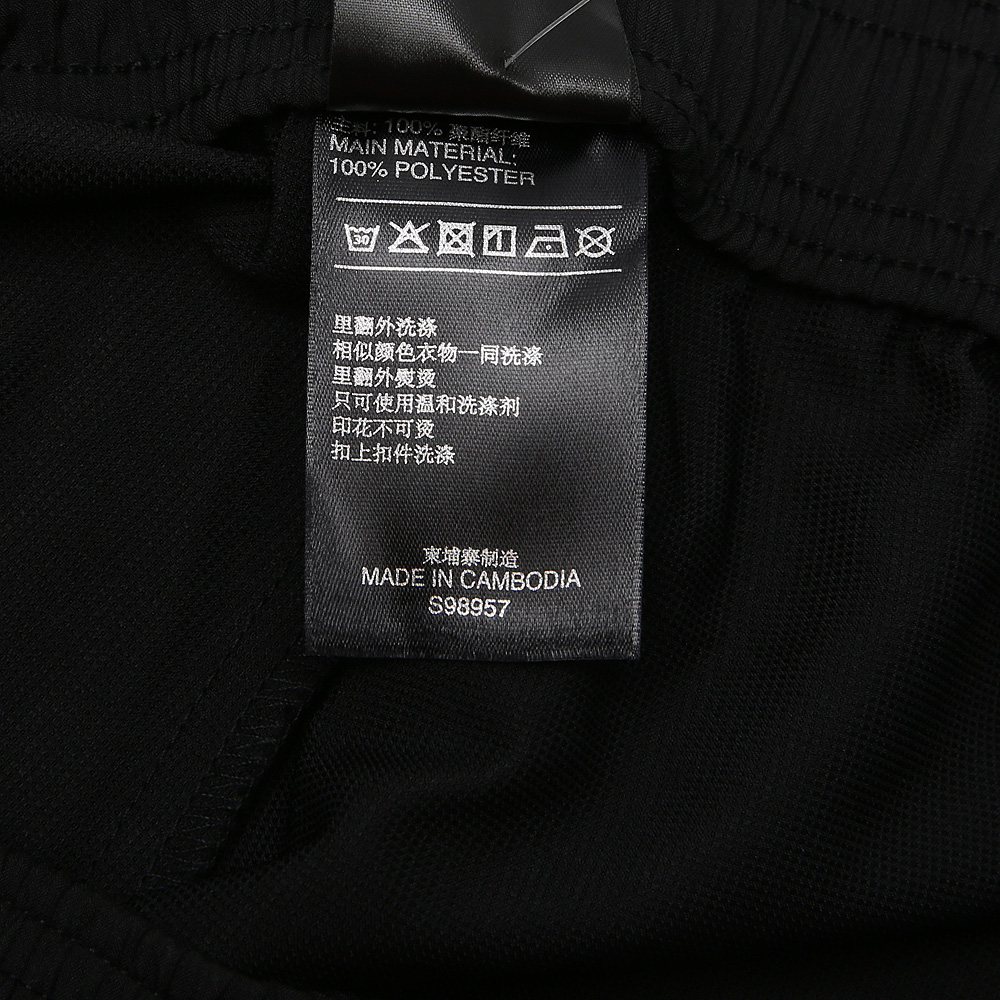 主料: 100% 聚酯纤维
MAIN MATERIAL:
100% POLYESTER
30
里翻外洗涤
相似颜色衣物一同洗涤
里翻外熨烫
只可使用温和洗涤剂
印花不可烫
扣上扣件洗涤
柬埔寨制造
MADE IN CAMBODIA
S98957